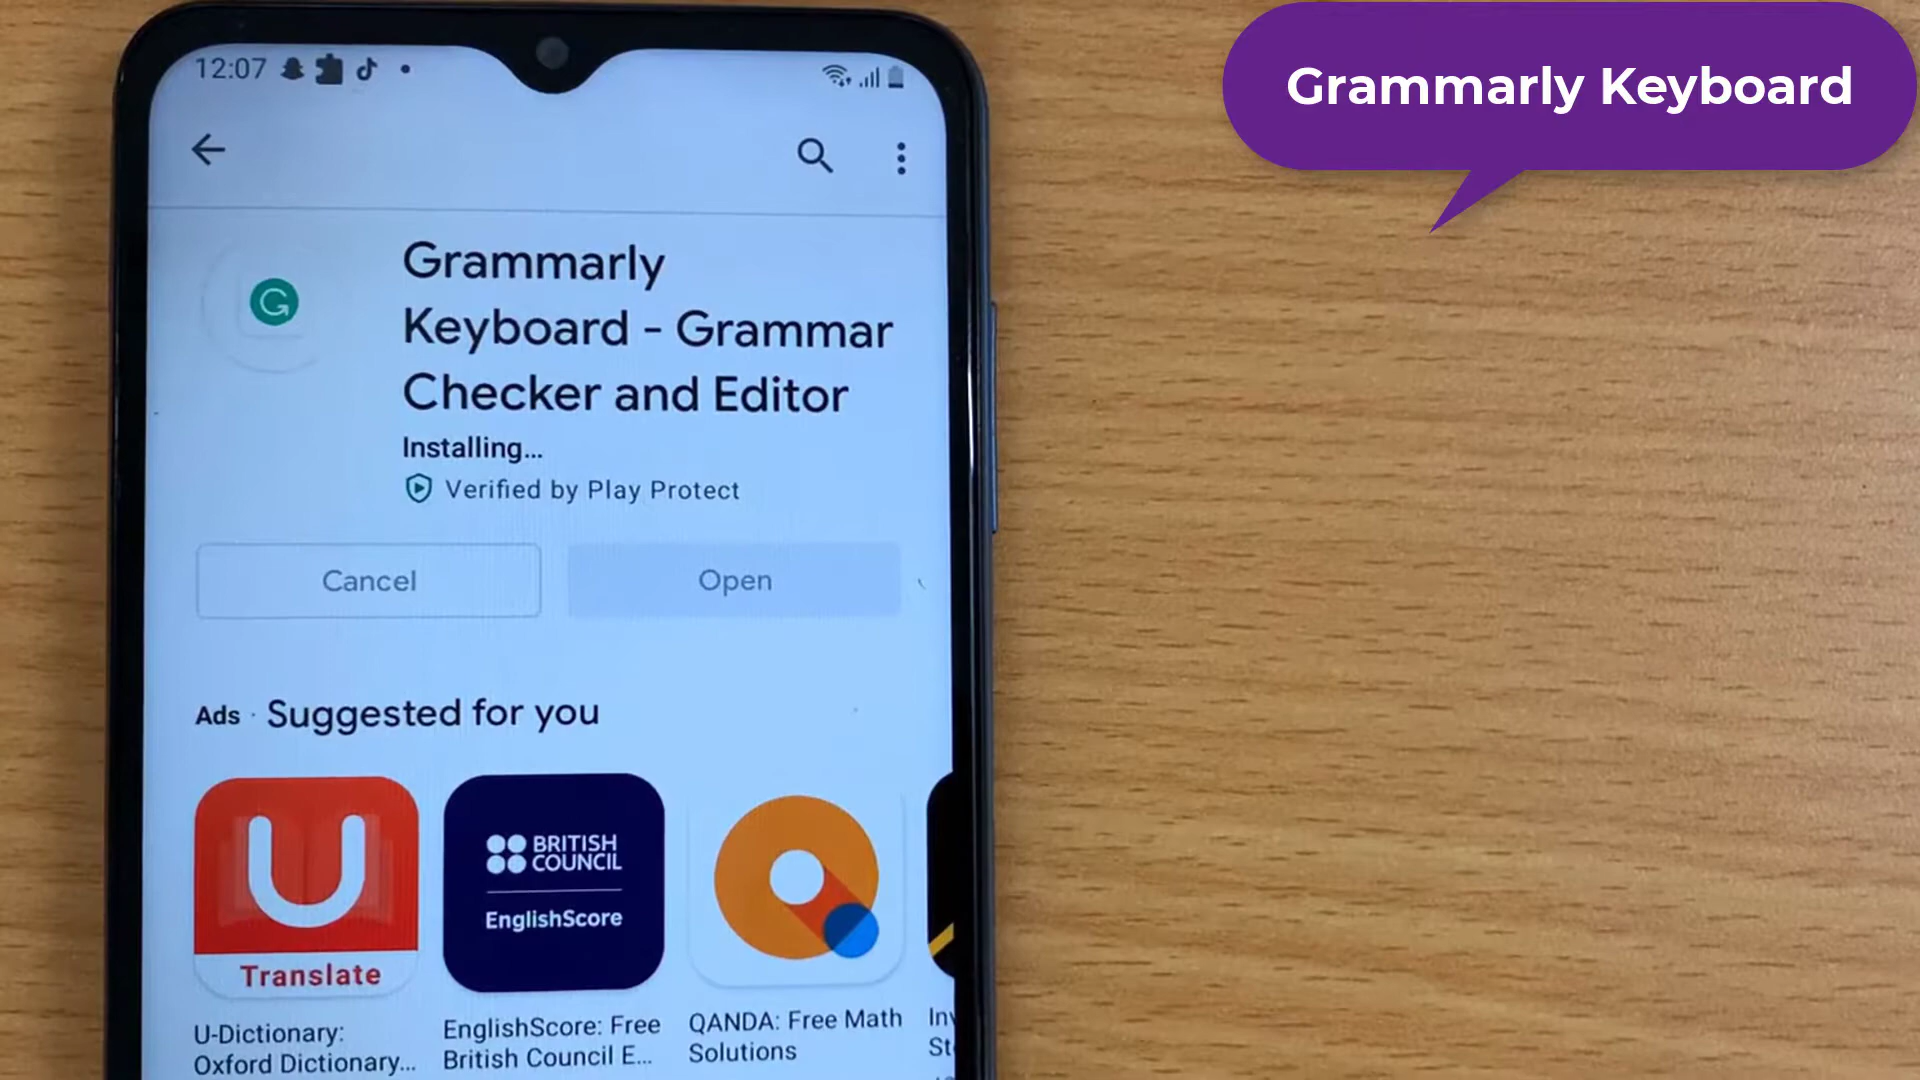 Grammarly Keyboard
12:07
Grammarly
Keyboard - Grammar
Checker and Editor
Installing...
Verified by Play Protect
Cancel
Open
Ads · Suggested for you
BRITISH
COUNCIL
EnglishScore
Translate
U-Dictionary:
Oxford Dictionary...
EnglishScore: Free
British Council E...
QANDA: Free Math
Solutions